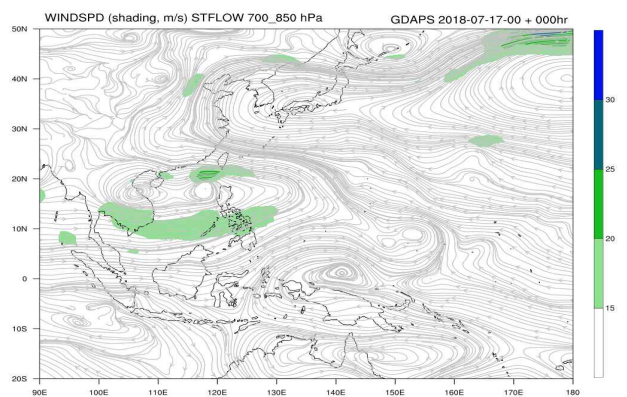 WINDSPD (shading, m/s) STFLOW 700_850 hPa GDAPS 2018-07-17-00 + 000hr
50N
40N
30N
20N
10N
0
10S
20S
90E 100E 110E 120E 130E 140E 150E 160E 170E 180
30
25
20
15